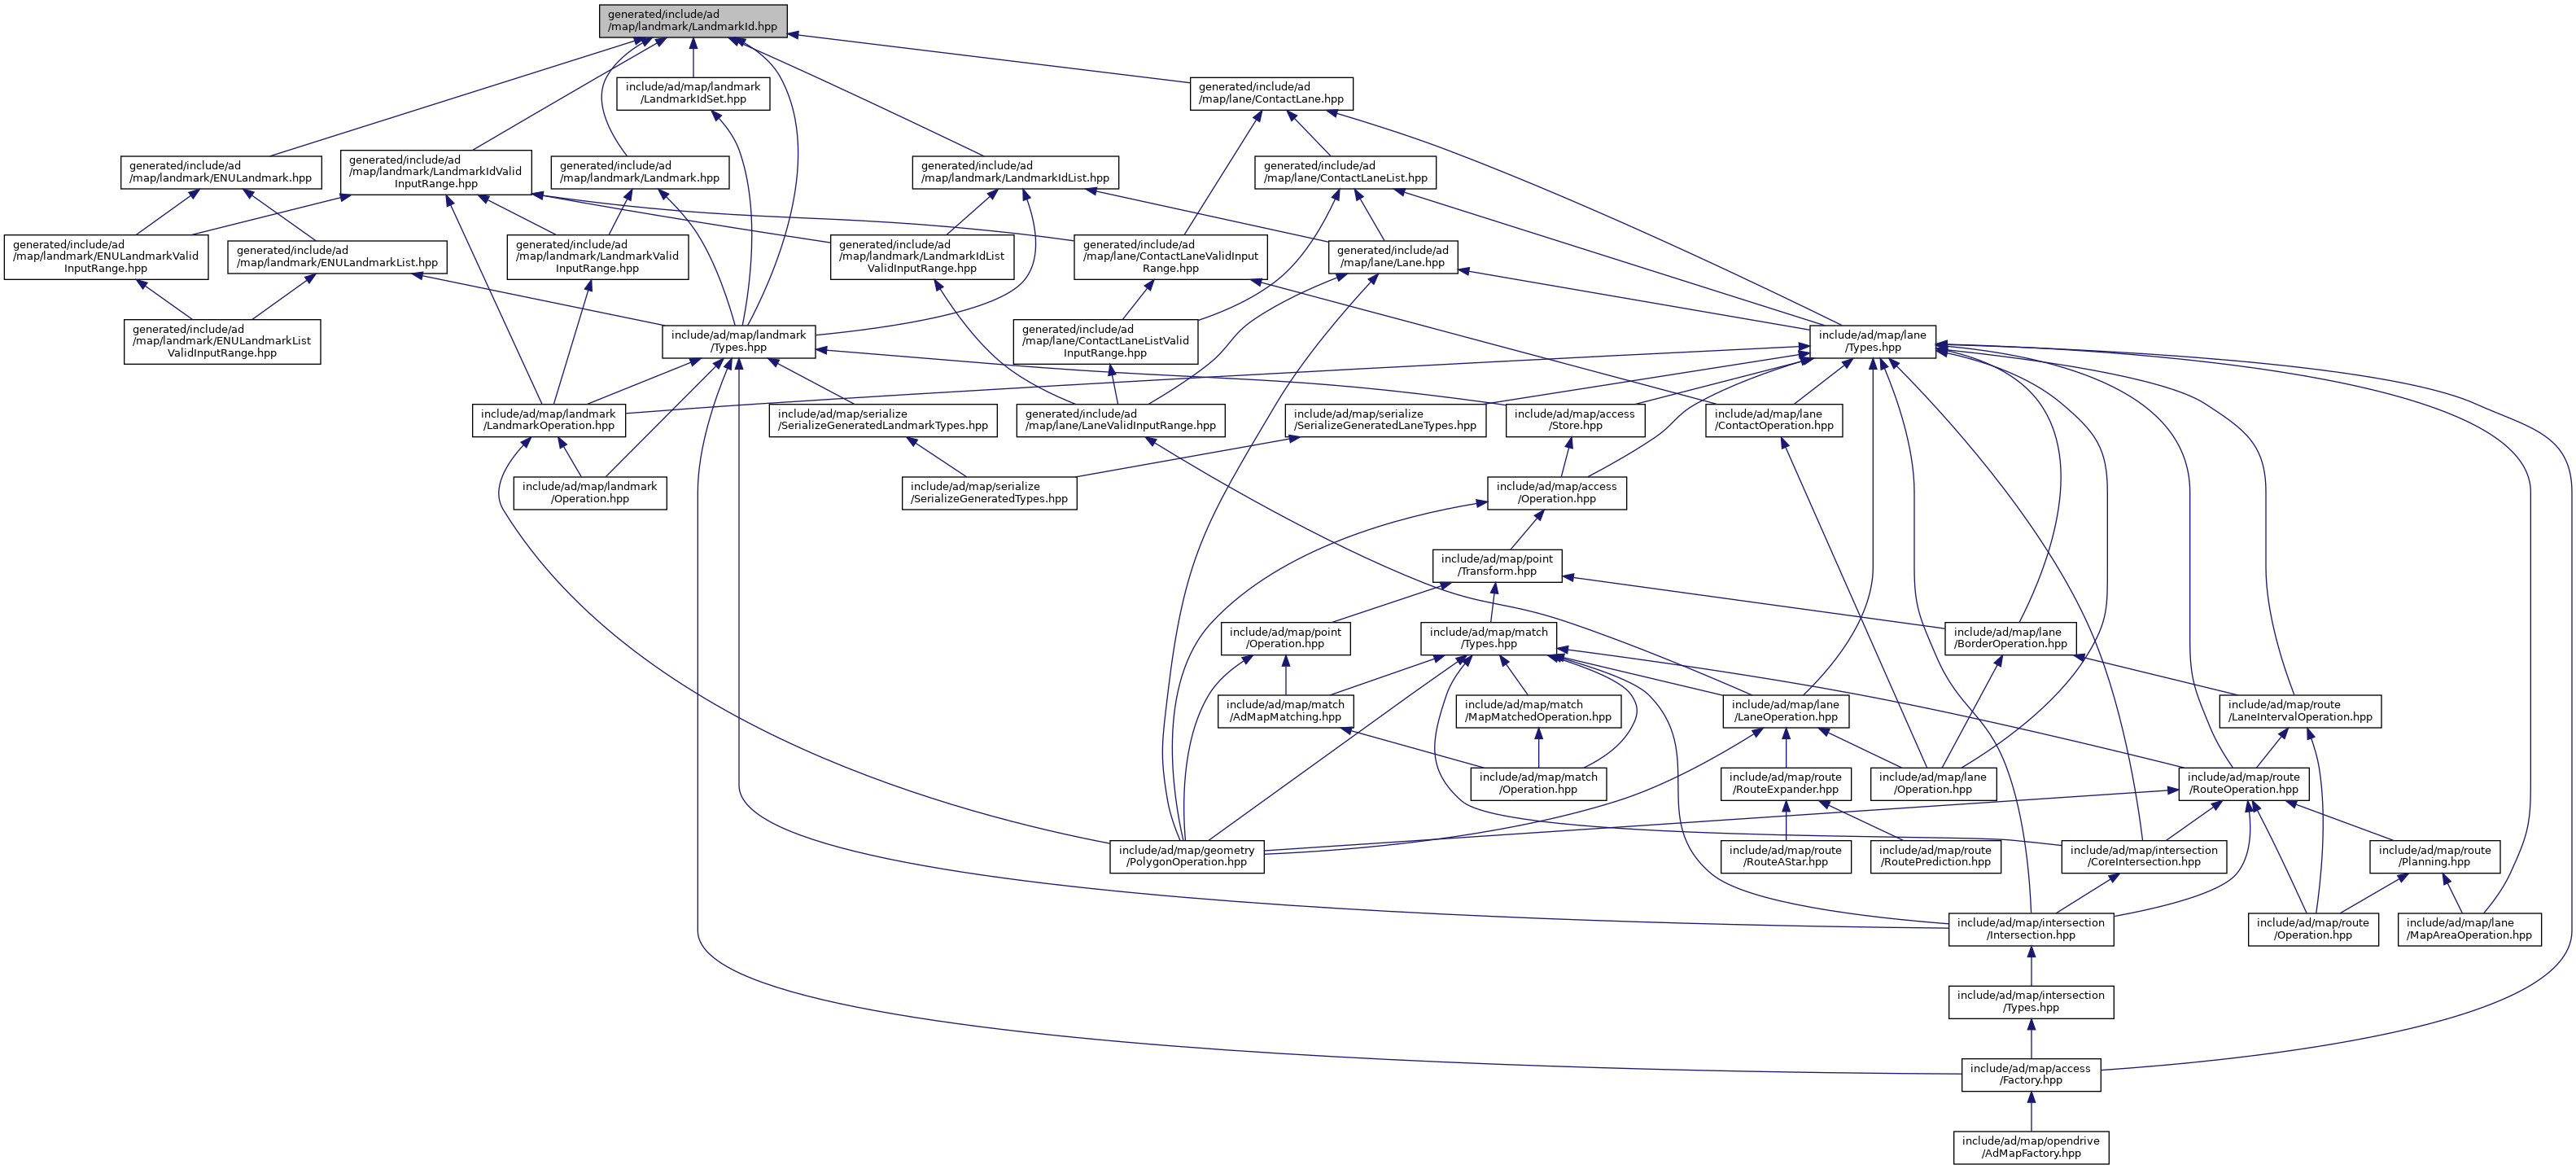 generated/include/ad
/map/landmark/LandmarkId.hpp
include/ad/map/landmark
/LandmarkIdSet.hpp
generated/include/ad
/map/lane/ContactLane.hpp
generated/include/ad
/map/landmark/ENULandmark.hpp
generated/include/ad
/map/landmark/LandmarkIdValid
InputRange.hpp
generated/include/ad
/map/landmark/Landmark.hpp
generated/include/ad
/map/landmark/LandmarkIdList.hpp
generated/include/ad
/map/lane/ContactLaneList.hpp
generated/include/ad
/map/landmark/ENULandmarkValid
InputRange.hpp
generated/include/ad
/map/landmark/ENULandmarkList.hpp
generated/include/ad
/map/landmark/LandmarkValid
InputRange.hpp
generated/include/ad
/map/landmark/LandmarkIdList
ValidInputRange.hpp
generated/include/ad
/map/lane/ContactLaneValidInput
Range.hpp
generated/include/ad
/map/lane/Lane.hpp
generated/include/ad
/map/landmark/ENULandmarkList
ValidInputRange.hpp
include/ad/map/landmark
/Types.hpp
generated/include/ad
/map/lane/ContactLaneListValid
InputRange.hpp
include/ad/map/lane
/Types.hpp
include/ad/map/landmark
/LandmarkOperation.hpp
include/ad/map/serialize
/SerializeGeneratedLandmarkTypes.hpp
generated/include/ad
/map/lane/LaneValidInputRange.hpp
include/ad/map/serialize
/SerializeGeneratedLaneTypes.hpp
include/ad/map/access
/Store.hpp
include/ad/map/lane
/ContactOperation.hpp
include/ad/map/landmark
/Operation.hpp
include/ad/map/serialize
/SerializeGeneratedTypes.hpp
include/ad/map/access
/Operation.hpp
include/ad/map/point
/Transform.hpp
include/ad/map/point
/Operation.hpp
include/ad/map/match
/Types.hpp
include/ad/map/lane
/BorderOperation.hpp
include/ad/map/match
/AdMapMatching.hpp
include/ad/map/match
/MapMatchedOperation.hpp
include/ad/map/lane
/LaneOperation.hpp
include/ad/map/route
/LaneIntervalOperation.hpp
include/ad/map/match
/Operation.hpp
include/ad/map/route
/RouteExpander.hpp
include/ad/map/lane
/Operation.hpp
include/ad/map/route
/RouteOperation.hpp
include/ad/map/geometry
/PolygonOperation.hpp
include/ad/map/route
/RouteAStar.hpp
include/ad/map/route
/RoutePrediction.hpp
include/ad/map/intersection
/CoreIntersection.hpp
include/ad/map/route
/Planning.hpp
include/ad/map/intersection
/Intersection.hpp
include/ad/map/route
/Operation.hpp
include/ad/map/lane
/MapAreaOperation.hpp
include/ad/map/intersection
/Types.hpp
include/ad/map/access
/Factory.hpp
include/ad/map/opendrive
/AdMapFactory.hpp